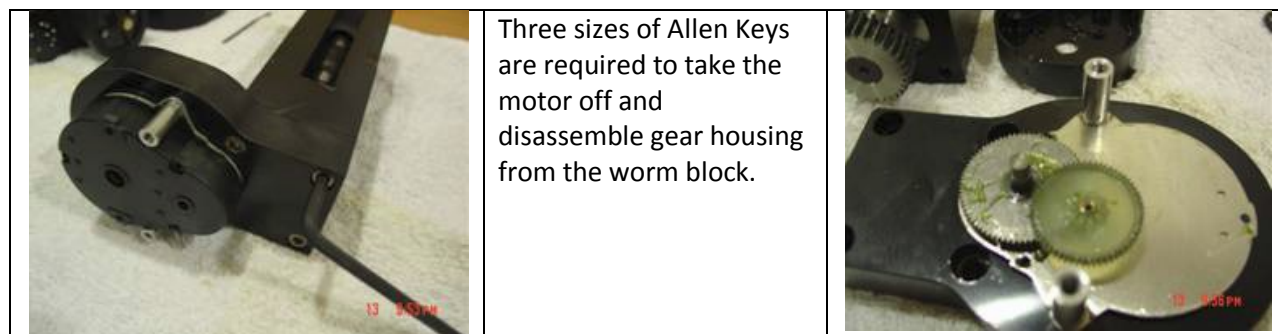 Three sizes of Allen Keys
are required to take the
motor off and
disassemble gear housing
from the worm block.
13